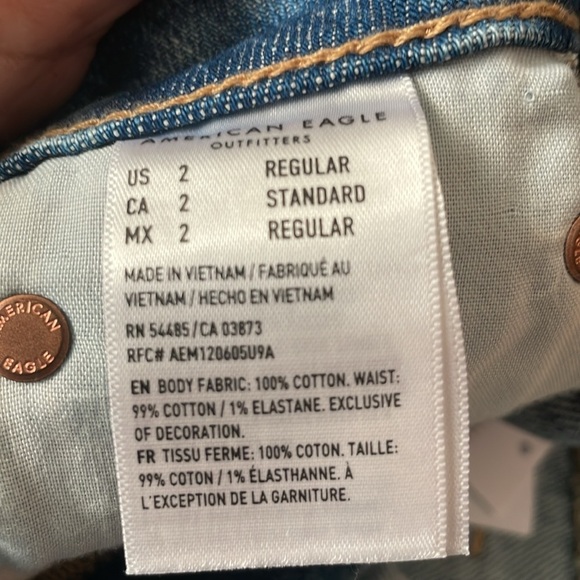 AMERICAN EAGLE
OUTFITTERS
US 2 REGULAR
CA 2 STANDARD
MX 2 REGULAR
MADE IN VIETNAM / FABRIQUÉ AU
VIETNAM / HECHO EN VIETNAM
RN 54485 / CA 03873
RFC# AEM120605U9A
EN BODY FABRIC: 100% COTTON. WAIST:
99% COTTON / 1% ELASTANE. EXCLUSIVE
OF DECORATION.
FR TISSU FERME: 100% COTON. TAILLE:
99% COTON / 1% ÉLASTHANNE. À
L'EXCEPTION DE LA GARNITURE.
AMERICAN
EAGLE